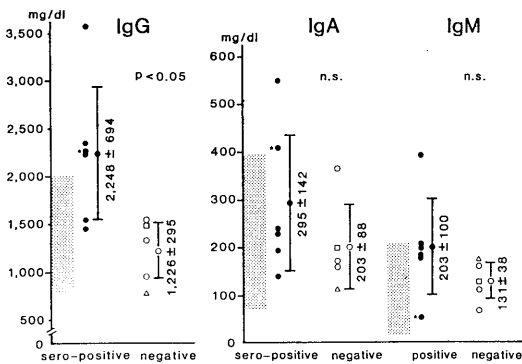 mg/dl
IgG
3,500
3,000
2,500
2,000
1,500
1,000
500
0
P<0.05
*
2,248 ± 694
1,226 ± 295
sero-positive negative
mg/dl
IgA
IgM
600
500
400
300
200
100
0
n.s.
n.s.
*
295 ± 142
203 ± 88
*
203 ± 100
131 ± 38
sero-positive negative
positive negative